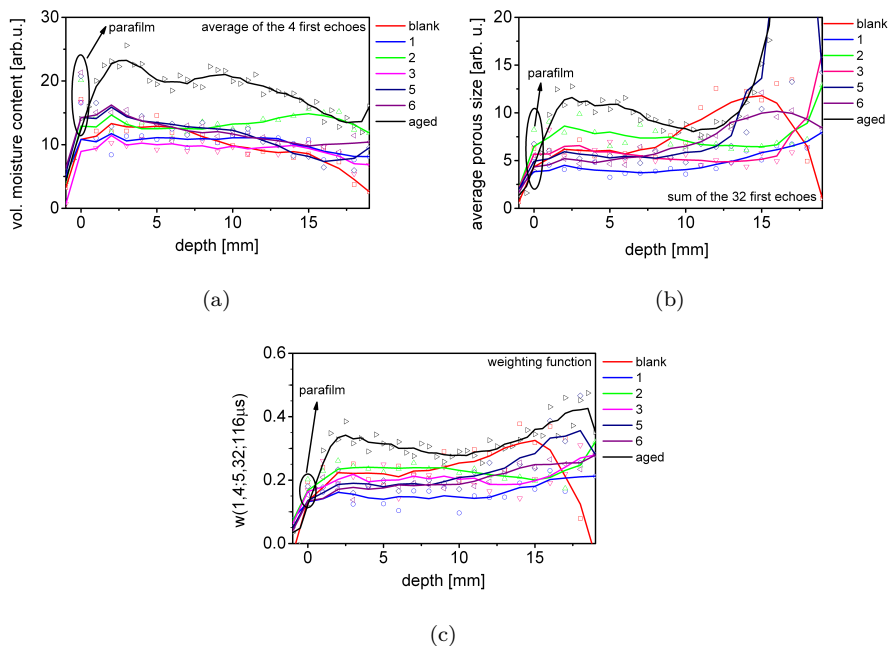 30
20
10
0
vol. moisture content [arb.u.]
parafilm
average of the 4 first echoes
0 5 10 15
depth [mm]
blank
1
2
3
5
6
aged
(a)
20
15
10
5
0
average porous size [arb. u.]
parafilm
sum of the 32 first echoes
0 5 10 15
depth [mm]
blank
1
2
3
5
6
aged
(b)
0.6
0.4
0.2
0.0
w(1,4;5,32;116µs)
parafilm
weighting function
0 5 10 15
depth [mm]
blank
1
2
3
5
6
aged
(c)